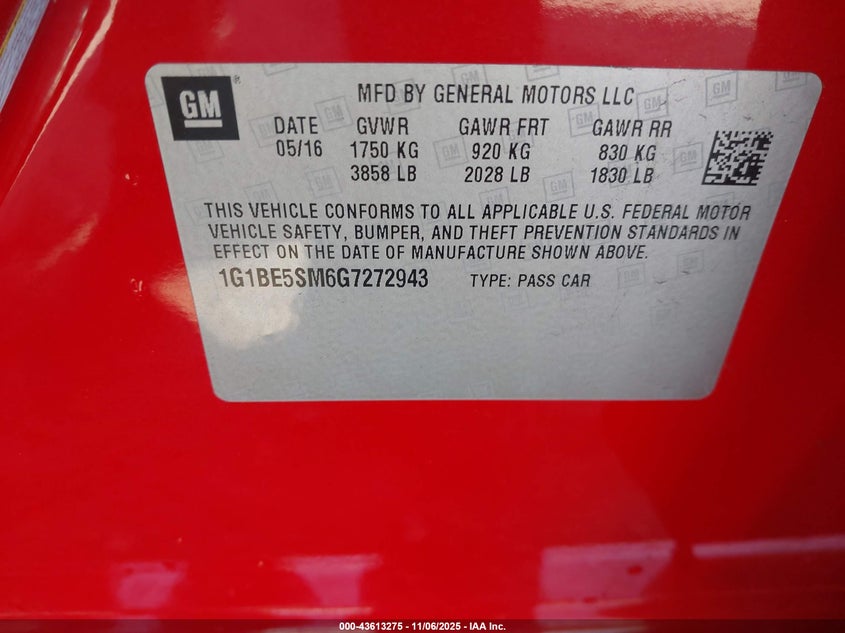 GM ®
MFD BY GENERAL MOTORS LLC
DATE GVWR GAWR FRT GAWR RR
05/16 1750 KG 920 KG 830 KG
3858 LB 2028 LB 1830 LB
THIS VEHICLE CONFORMS TO ALL APPLICABLE U.S. FEDERAL MOTOR
VEHICLE SAFETY, BUMPER, AND THEFT PREVENTION STANDARDS IN
EFFECT ON THE DATE OF MANUFACTURE SHOWN ABOVE.
1G1BE5SM6G7272943 TYPE: PASS CAR
000-43613275 - 11/06/2025 - IAA Inc.